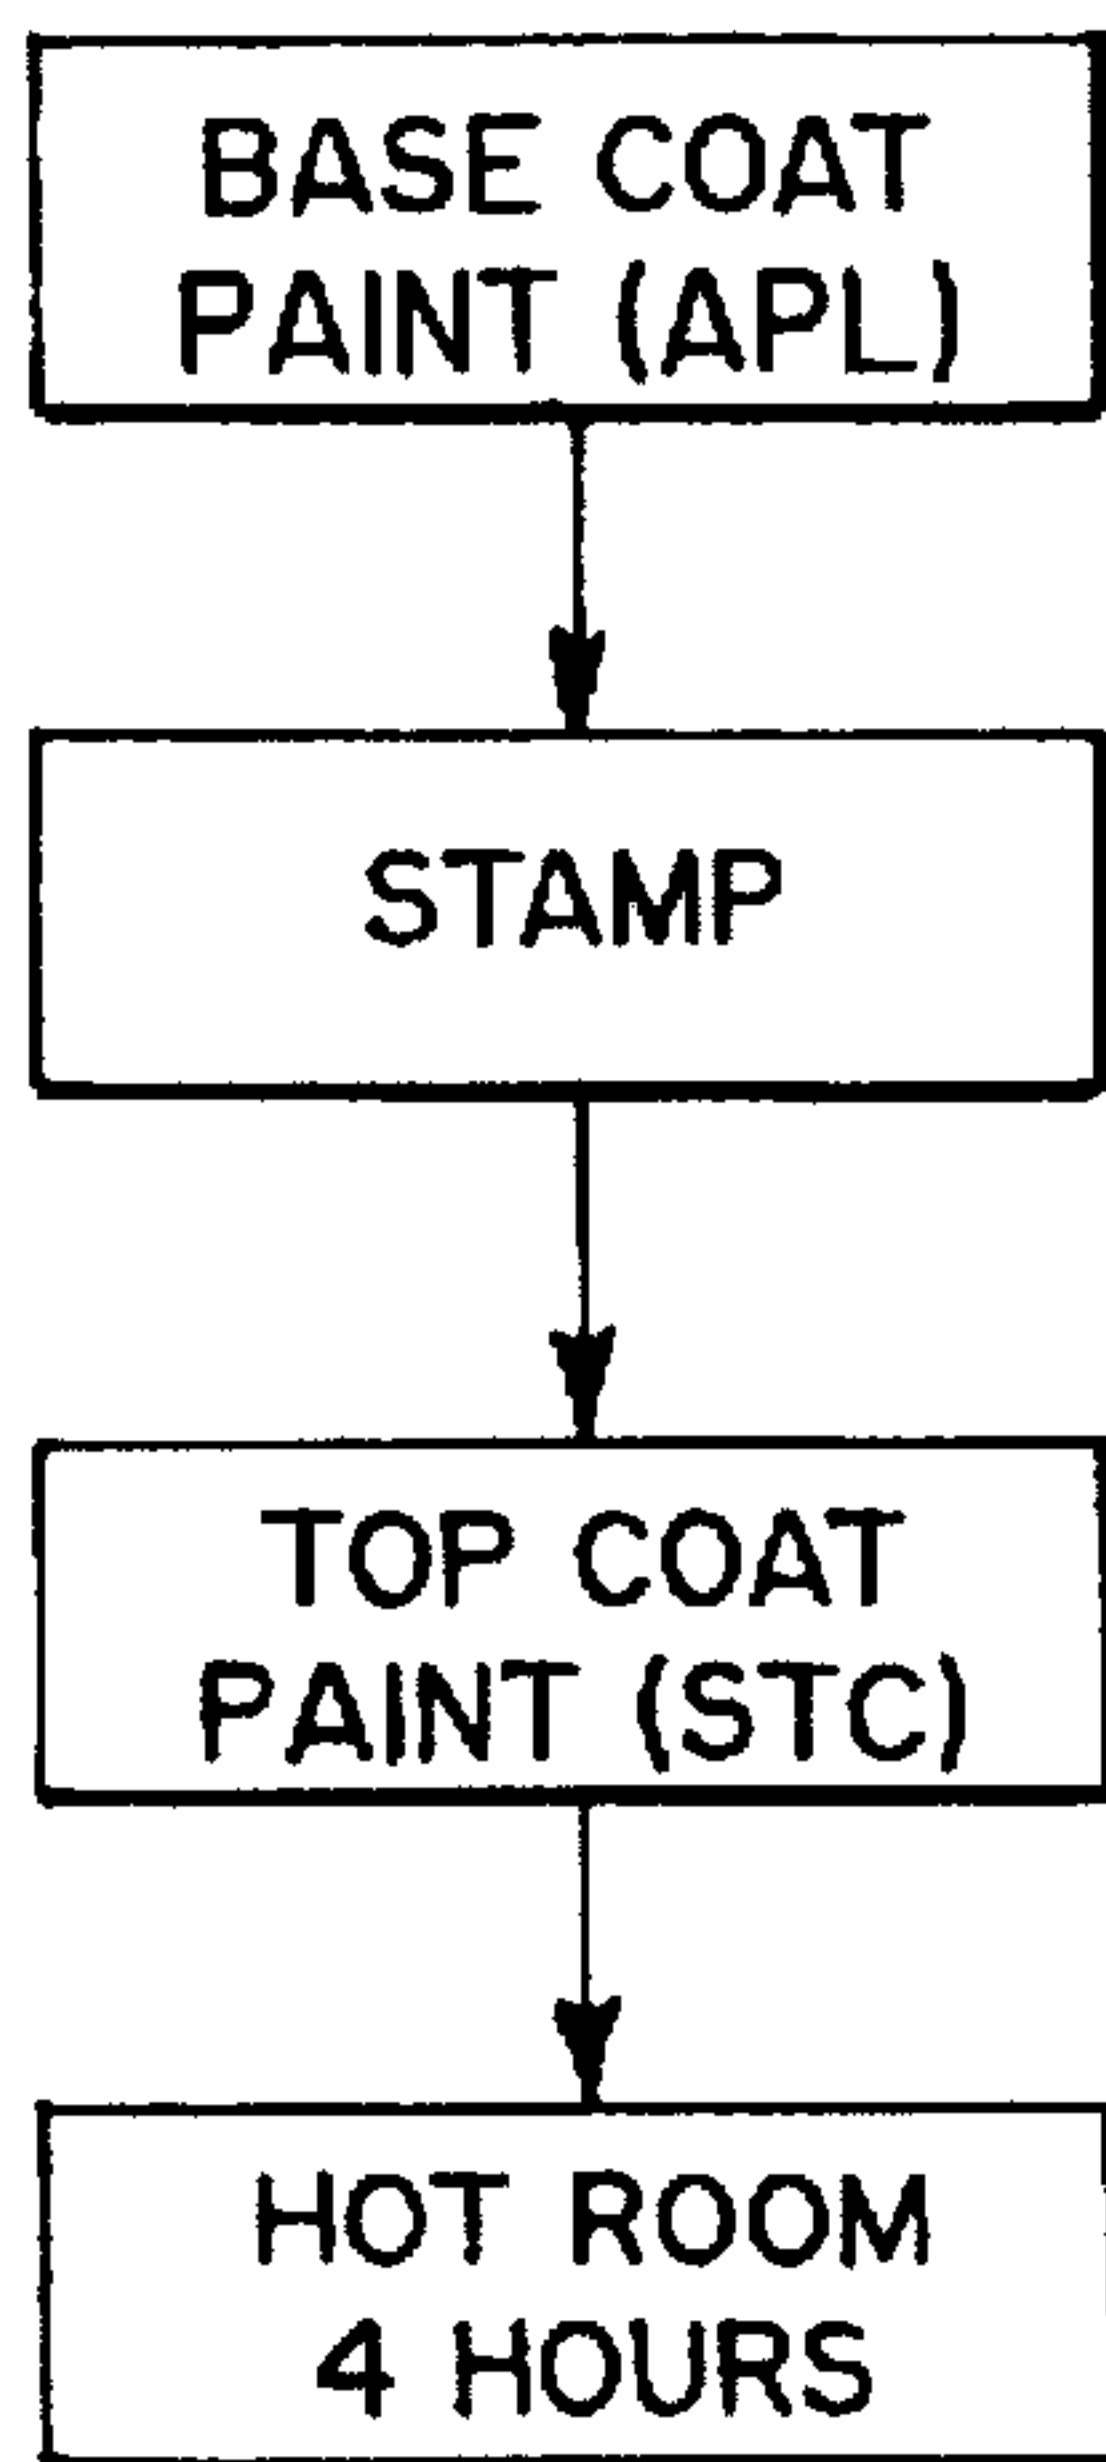 BASE COAT
PAINT (APL)
STAMP
TOP COAT
PAINT (STC)
HOT ROOM
4 HOURS